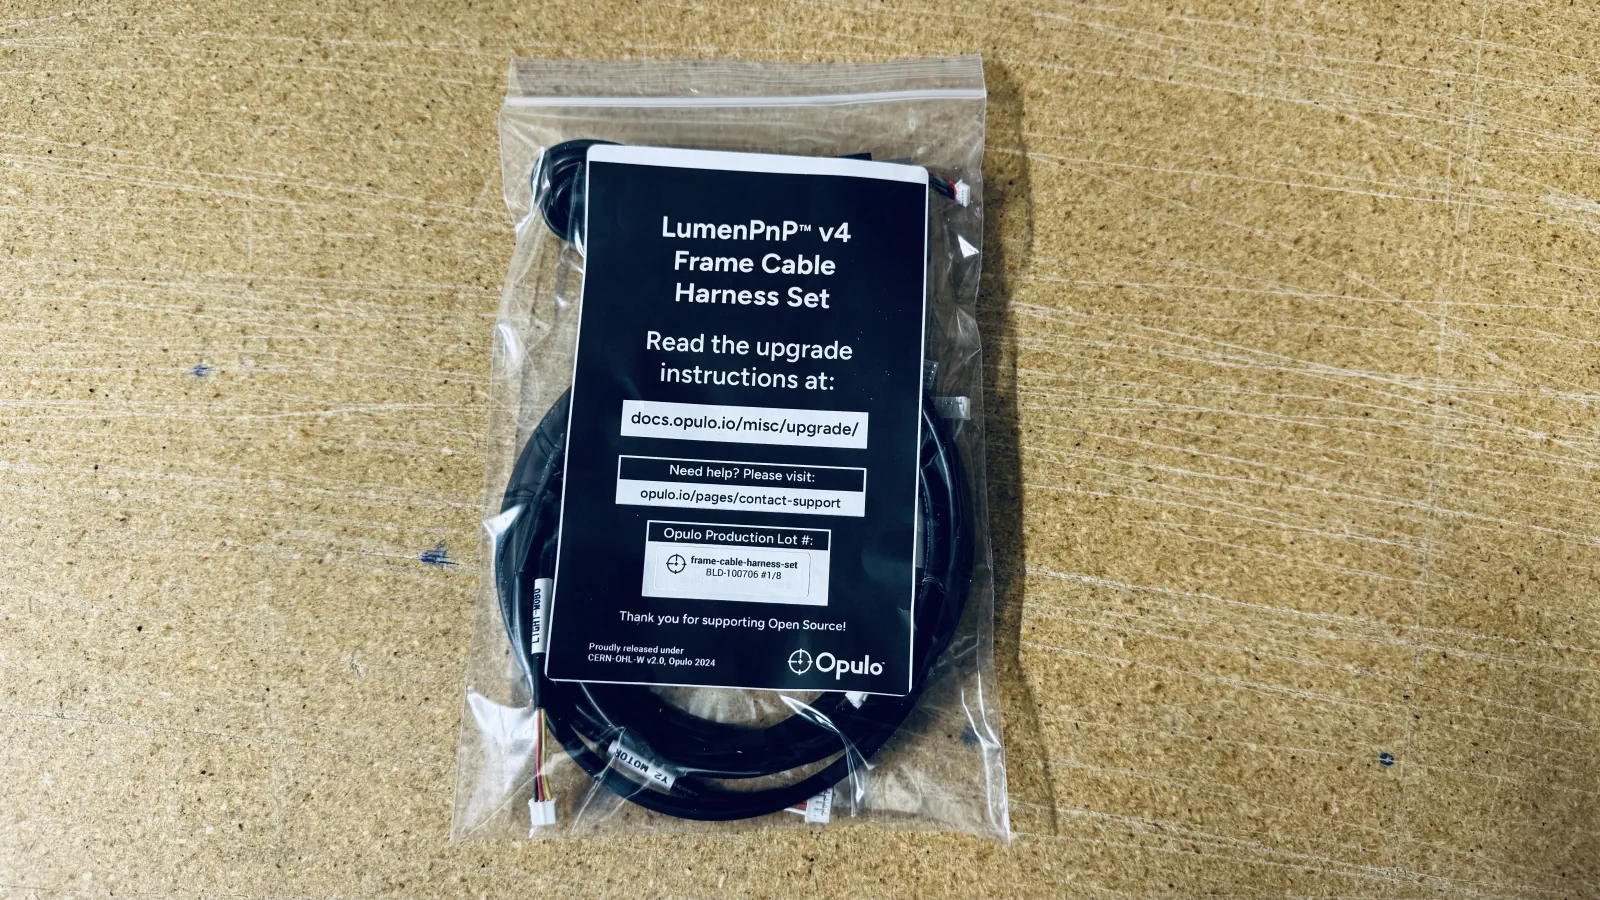 LumenPnP™ v4
Frame Cable
Harness Set
Read the upgrade
instructions at:
docs.opulo.io/misc/upgrade/
Need help? Please visit:
opulo.io/pages/contact-support
Opulo Production Lot #:
frame-cable-harness-set
BLD-100706 #1/8
Thank you for supporting Open Source!
Proudly released under
CERN-OHL-W v2.0, Opulo 2024
Opulo™
LIGHT-MOBO
Y2 MOTOR